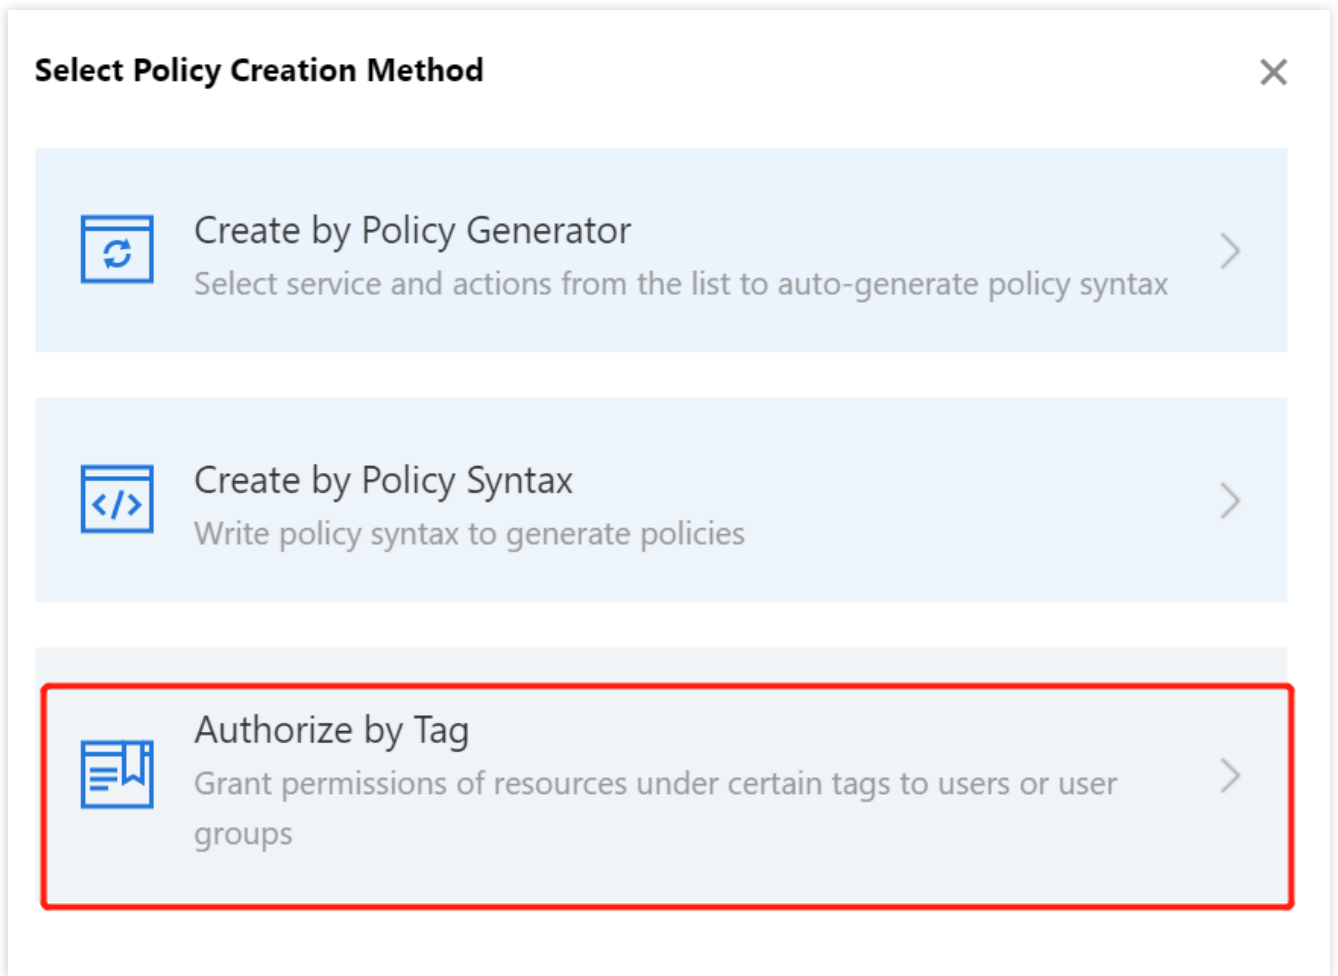 Select Policy Creation Method
Create by Policy Generator
Select service and actions from the list to auto-generate policy syntax
Create by Policy Syntax
Write policy syntax to generate policies
Authorize by Tag
Grant permissions of resources under certain tags to users or user
groups